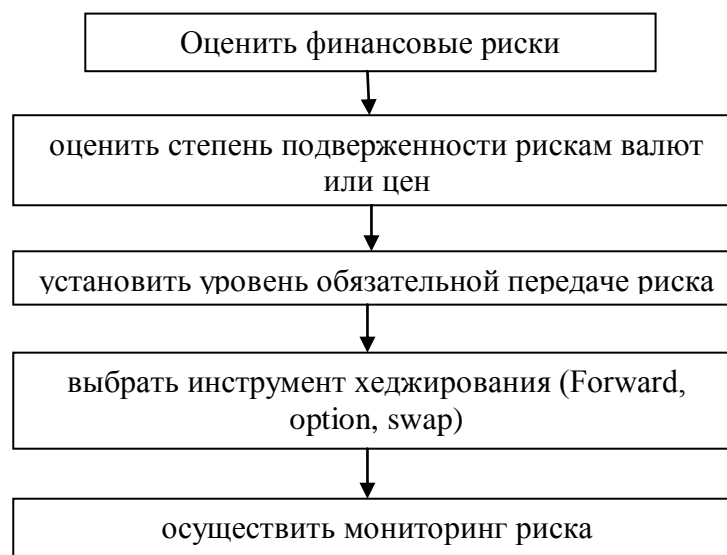 Оценить финансовые риски
оценить степень подверженности рискам валют
или цен
установить уровень обязательной передаче риска
выбрать инструмент хеджирования (Forward,
option, swap)
осуществить мониторинг риска